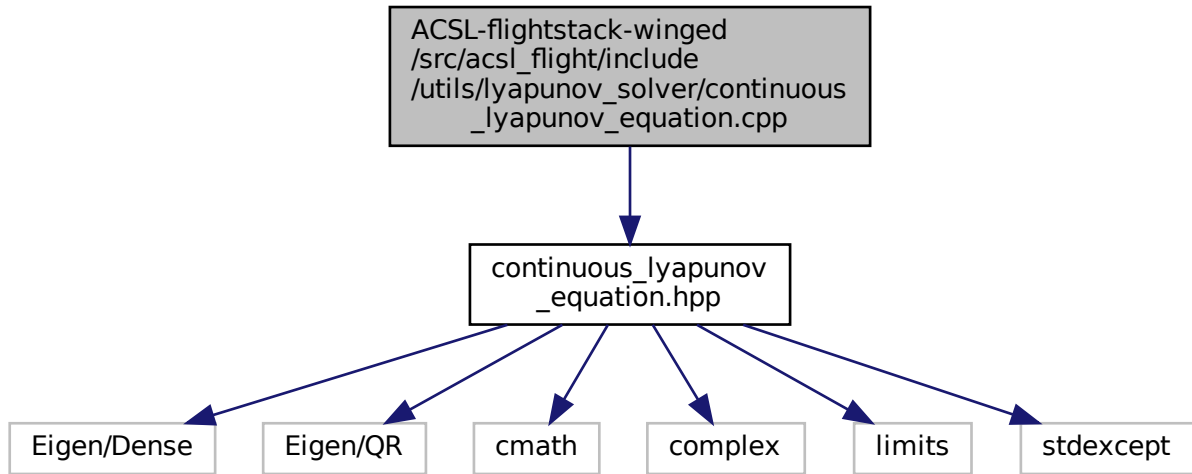 ACSL-flightstack-winged
/src/acsl_flight/include
/utils/lyapunov_solver/continuous
_lyapunov_equation.cpp
continuous_lyapunov
_equation.hpp
Eigen/Dense
Eigen/QR
cmath
complex
limits
stdexcept